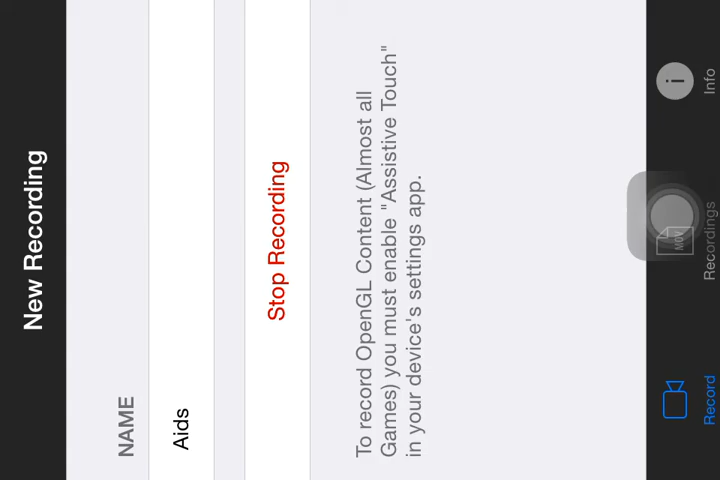 New Recording
NAME
Aids
Stop Recording
To record OpenGL Content (Almost all
Games) you must enable "Assistive Touch"
in your device's settings app.
Record
MOV
Recordings
Info